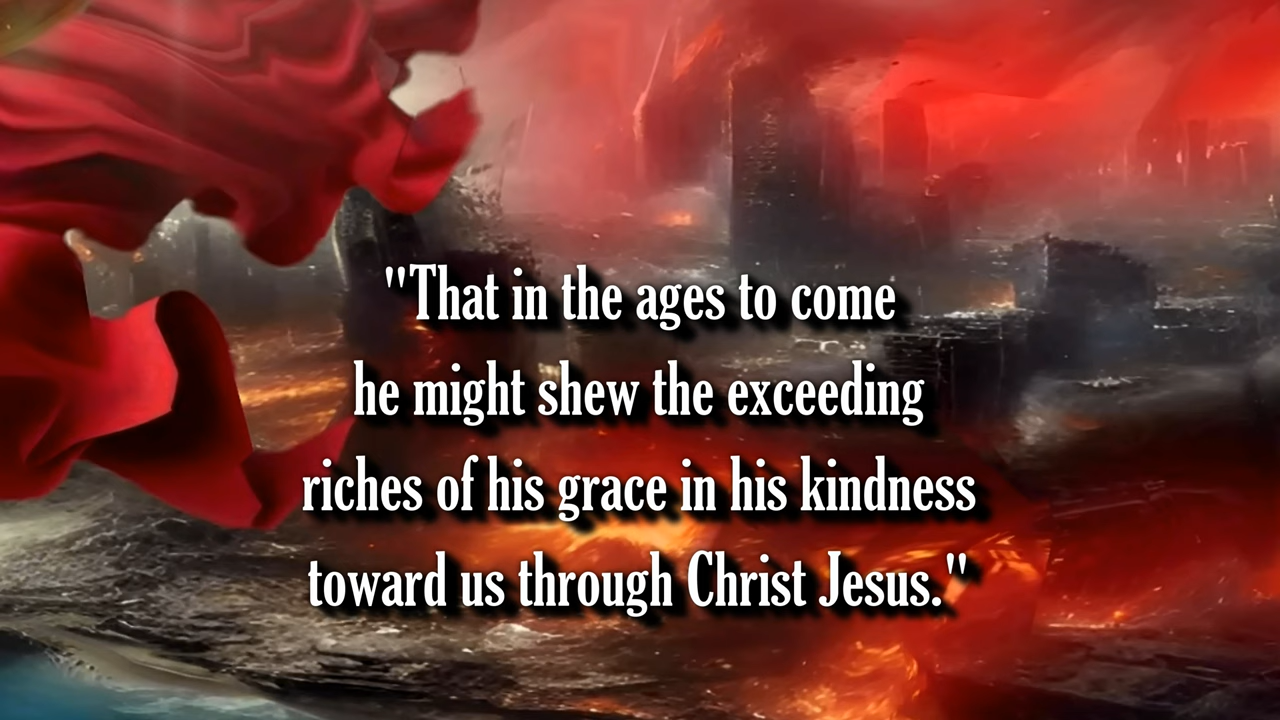 "That in the ages to come
he might shew the exceeding
riches of his grace in his kindness
toward us through Christ Jesus."